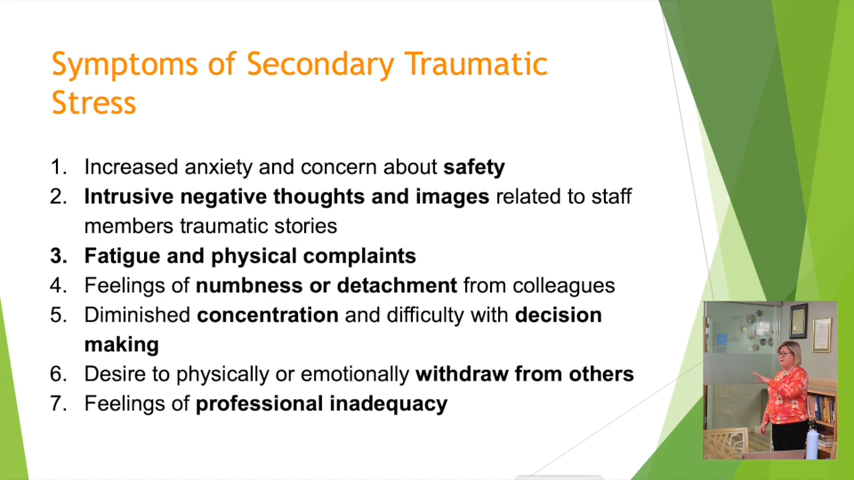 Symptoms of Secondary Traumatic
Stress
1. Increased anxiety and concern about safety
2. Intrusive negative thoughts and images related to staff
members traumatic stories
3. Fatigue and physical complaints
4. Feelings of numbness or detachment from colleagues
5. Diminished concentration and difficulty with decision
making
6. Desire to physically or emotionally withdraw from others
7. Feelings of professional inadequacy